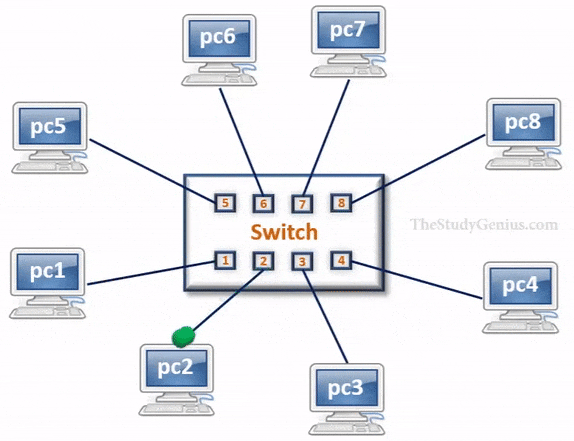 pc6
pc7
pc5
pc8
5 6 7 8
Switch
TheStudyGenius.com
1 2 3 4
pc1
pc4
pc2
pc3